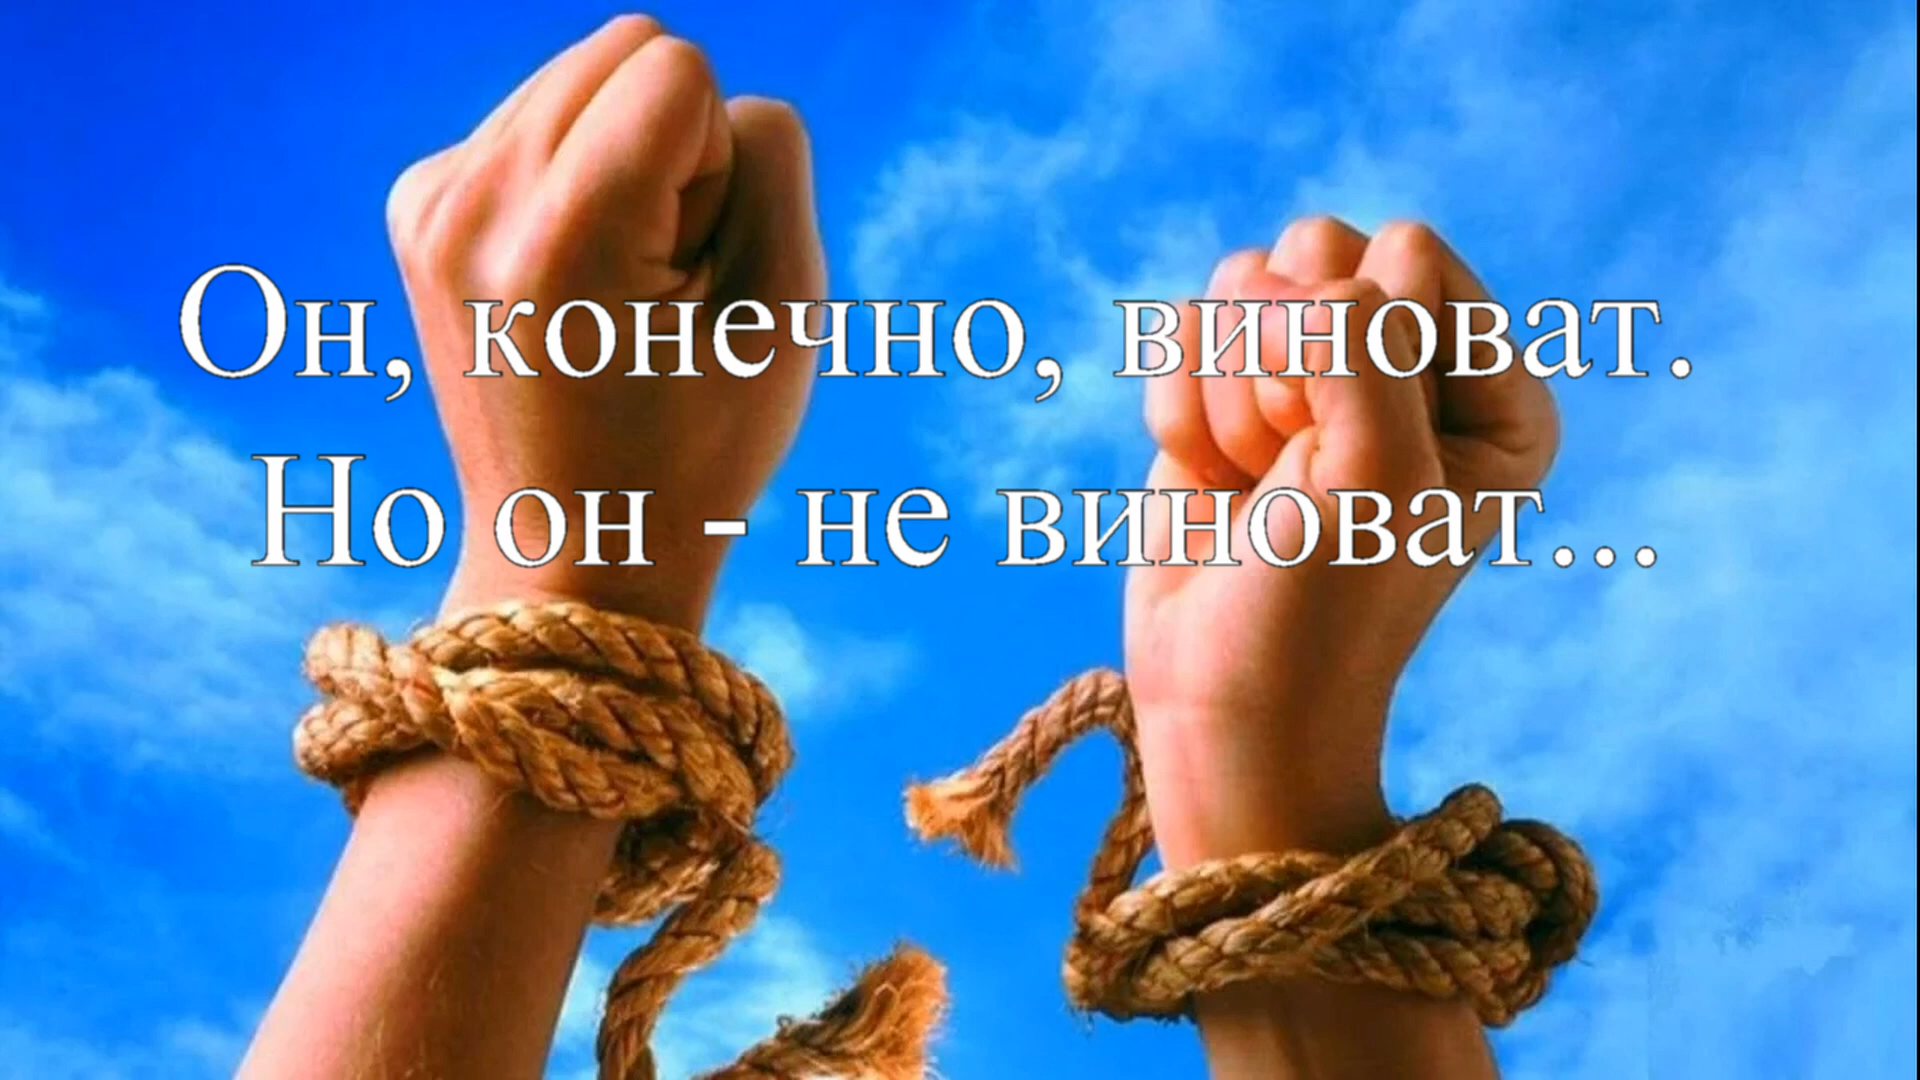 Он, конечно, виноват.
Но он - не виноват...